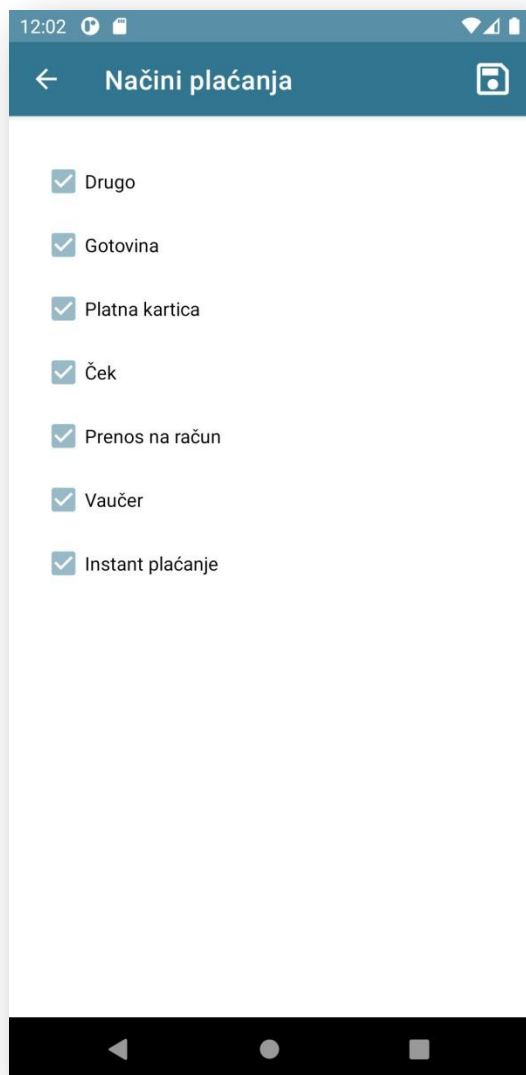 12:02
Načini plaćanja
Drugo
Gotovina
Platna kartica
Ček
Prenos na račun
Vaučer
Instant plaćanje